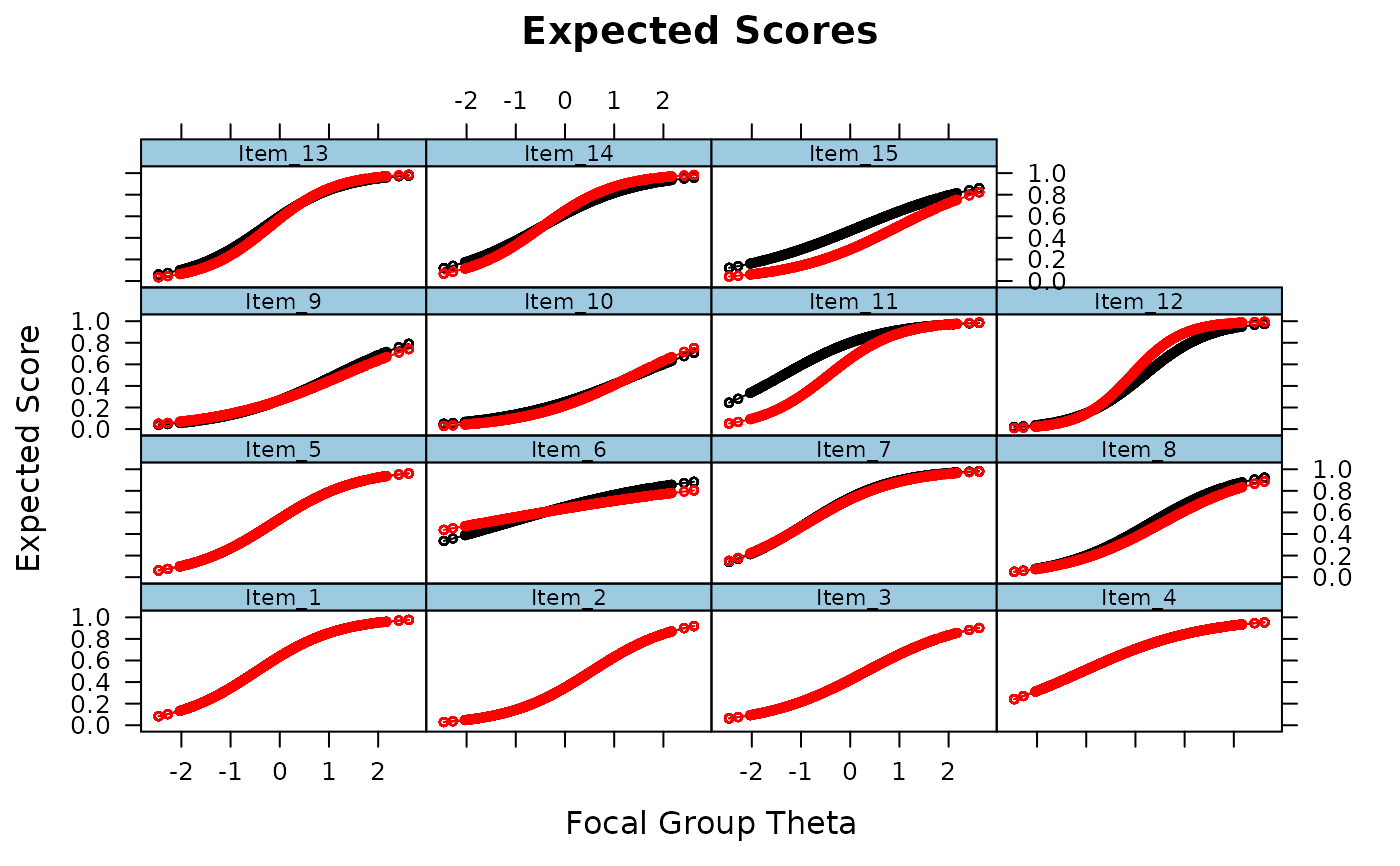 Expected Scores
-2 -1 0 1 2
Item_13 Item_14 Item_15
1.0
0.8
0.6
0.4
0.2
0.0
Item_9 Item_10 Item_11 Item_12
1.0
0.8
0.6
0.4
0.2
0.0
Item_5 Item_6 Item_7 Item_8
1.0
0.8
0.6
0.4
0.2
0.0
Item_1 Item_2 Item_3 Item_4
1.0
0.8
0.6
0.4
0.2
0.0
-2 -1 0 1 2 -2 -1 0 1 2
Expected Score
Focal Group Theta